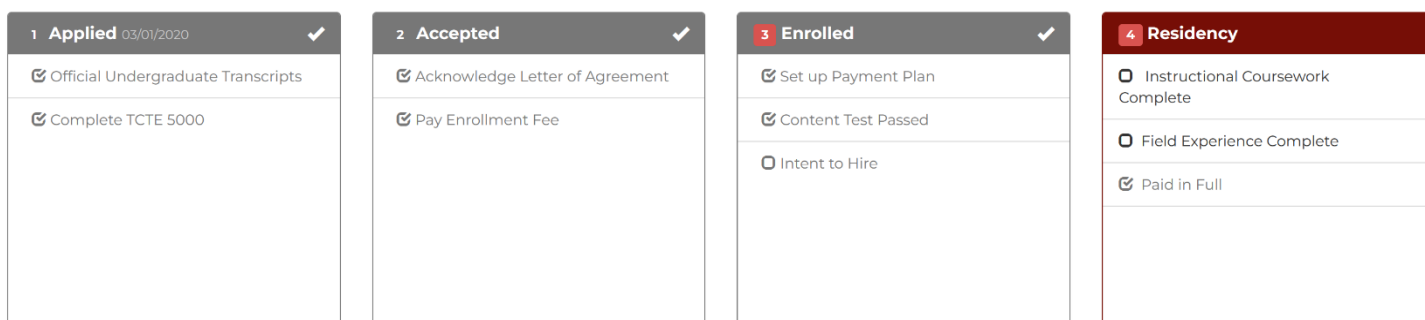 1 Applied 03/01/2020
Official Undergraduate Transcripts
Complete TCTE 5000
2 Accepted
Acknowledge Letter of Agreement
Pay Enrollment Fee
3 Enrolled
Set up Payment Plan
Content Test Passed
Intent to Hire
4 Residency
Instructional Coursework
Complete
Field Experience Complete
Paid in Full